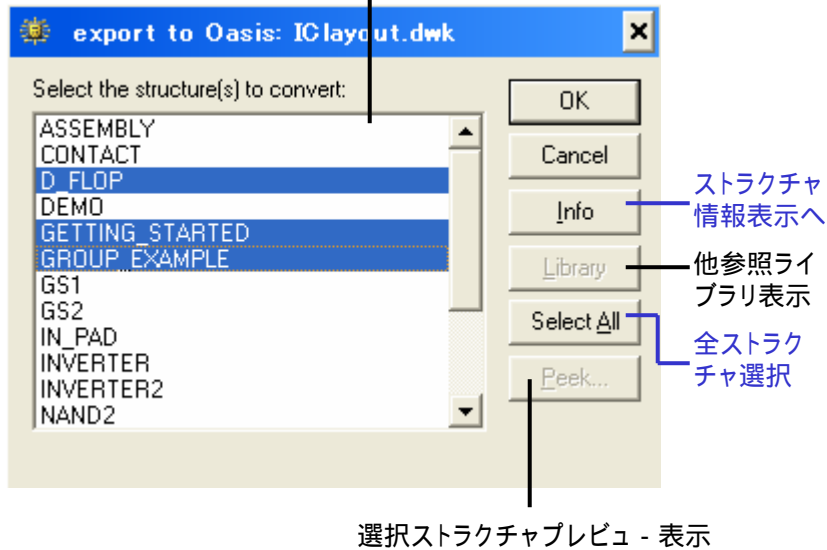 export to Oasis: IClayout.dwk
Select the structure(s) to convert:
ASSEMBLY
CONTACT
D_FLOP
DEMO
GETTING_STARTED
GROUP_EXAMPLE
GS1
GS2
IN_PAD
INVERTER
INVERTER2
NAND2
OK
Cancel
Info
Library
Select All
Peek...
ストラクチャ
情報表示へ
他参照ライ
ブラリ表示
全ストラク
チャ選択
選択ストラクチャプレビュ - 表示